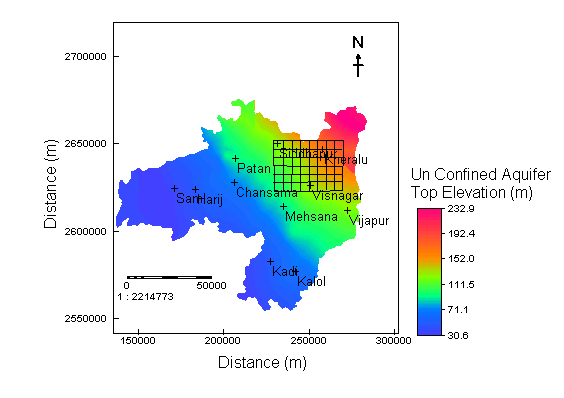 N
2700000
2650000
2600000
2550000
Distance (m)
Siddhapur
Kheralu
Patan
Chansama
Visnagar
Sami
Harij
Mehsana
Vijapur
Kadi
Kalol
0
50000
1 : 2214773
150000
200000
250000
300000
Distance (m)
Un Confined Aquifer
Top Elevation (m)
232.9
192.4
152.0
111.5
71.1
30.6